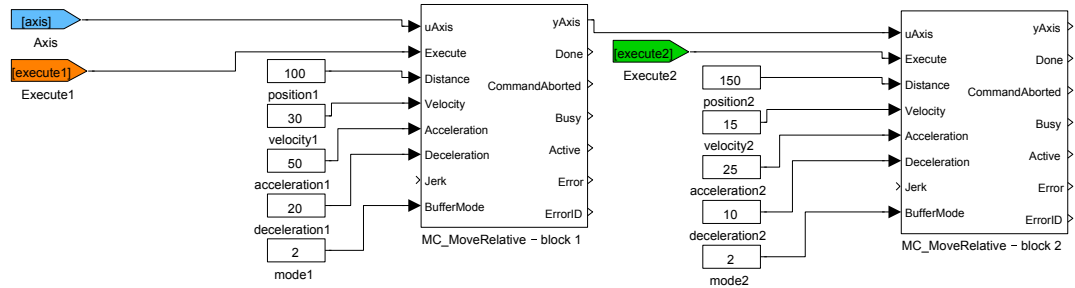 [axis]
Axis
[execute1]
Execute1
100
position1
30
velocity1
50
acceleration1
20
deceleration1
2
mode1
uAxis
Execute
Distance
Velocity
Acceleration
Deceleration
Jerk
BufferMode
yAxis
Done
CommandAborted
Busy
Active
Error
ErrorID
MC_MoveRelative − block 1
[execute2]
Execute2
150
position2
15
velocity2
25
acceleration2
10
deceleration2
2
mode2
uAxis
Execute
Distance
Velocity
Acceleration
Deceleration
Jerk
BufferMode
yAxis
Done
CommandAborted
Busy
Active
Error
ErrorID
MC_MoveRelative − block 2